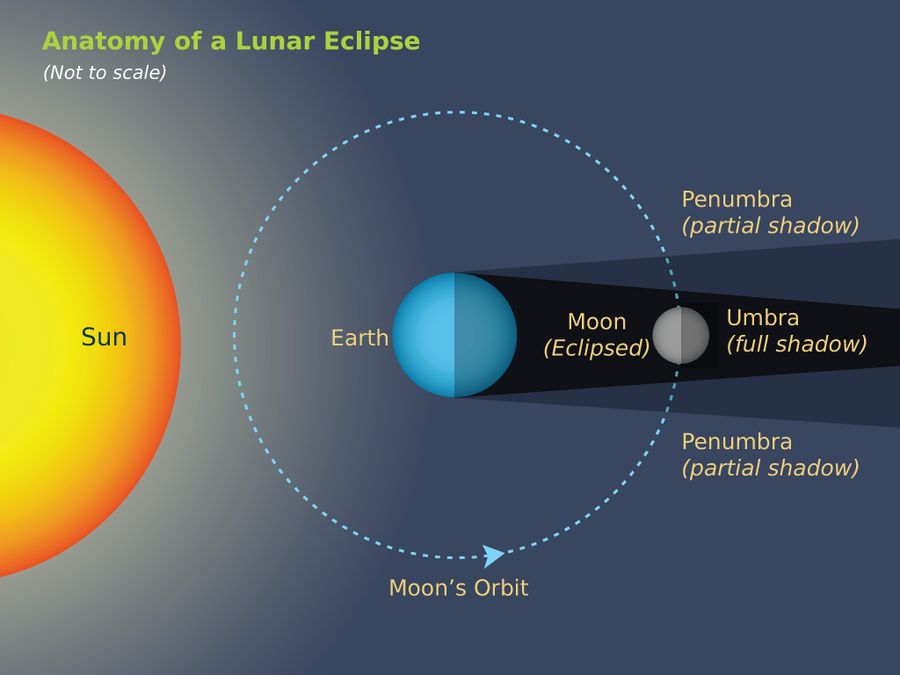 Anatomy of a Lunar Eclipse
(Not to scale)
Penumbra
(partial shadow)
Sun
Earth
Moon
(Eclipsed)
Umbra
(full shadow)
Penumbra
(partial shadow)
Moon’s Orbit